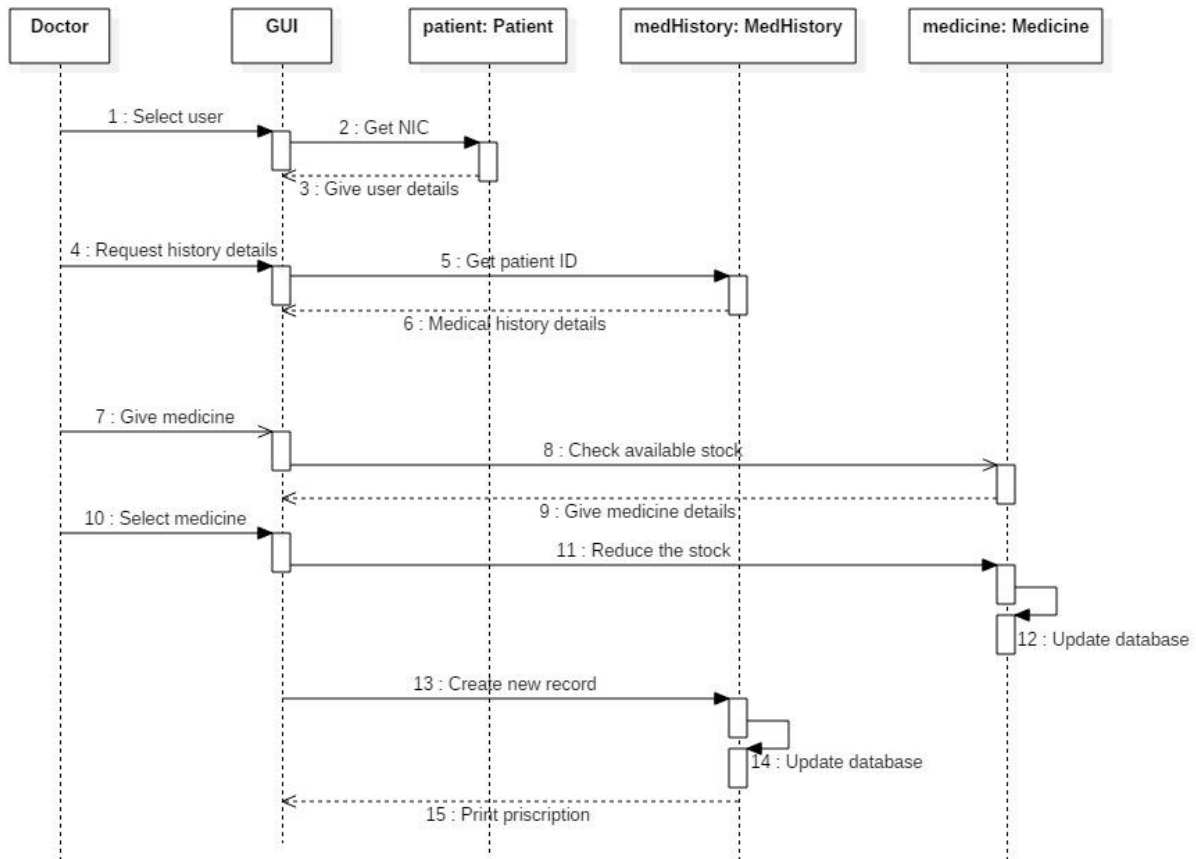 Doctor
GUI
patient: Patient
medHistory: MedHistory
medicine: Medicine
1 : Select user
2 : Get NIC
3 : Give user details
4 : Request history details
5 : Get patient ID
6 : Medical history details
7 : Give medicine
8 : Check available stock
9 : Give medicine details
10 : Select medicine
11 : Reduce the stock
12 : Update database
13 : Create new record
14 : Update database
15 : Print priscription